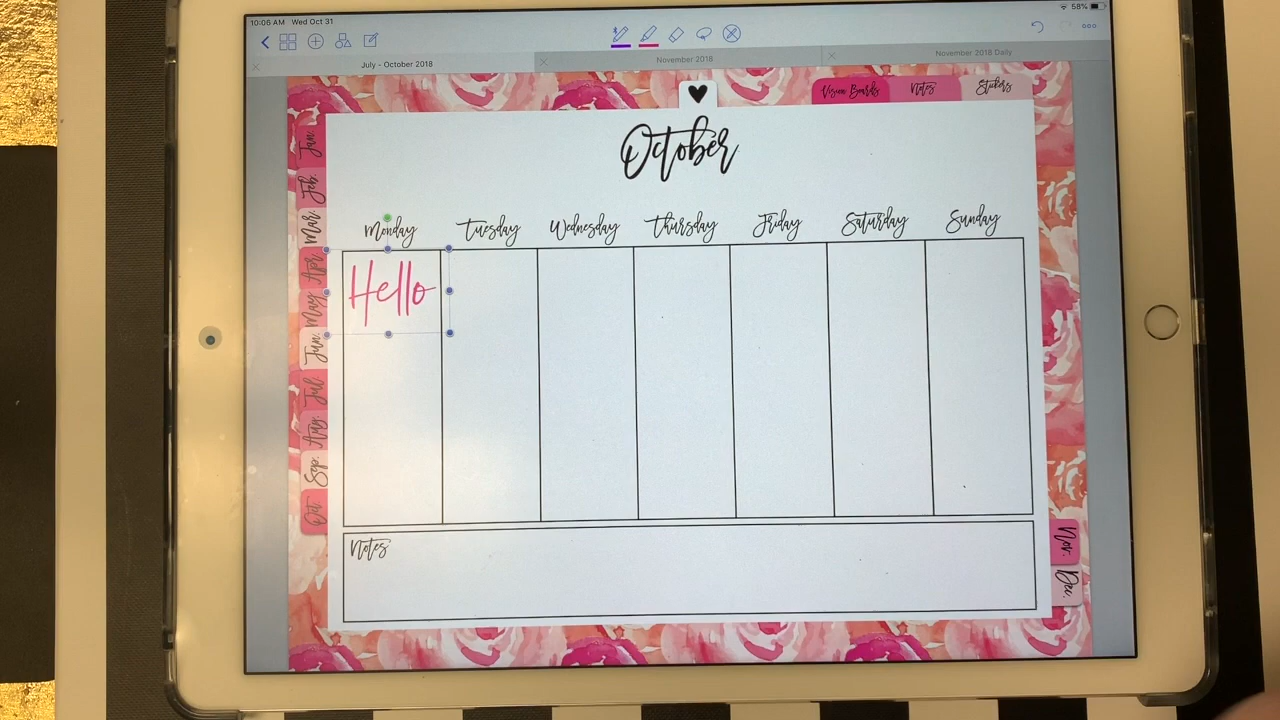 10:06 AM Wed Oct 31
58%
July - October 2018
November 2018
November 2018 Daily
Vision Boards
Notes
Stickers
October
Monday Tuesday Wednesday Thursday Friday Saturday Sunday
Hello
Jan.
Feb.
Mar.
Apr.
May.
Jun.
Jul.
Aug.
Sep.
Oct.
Notes
Nov.
Dec.